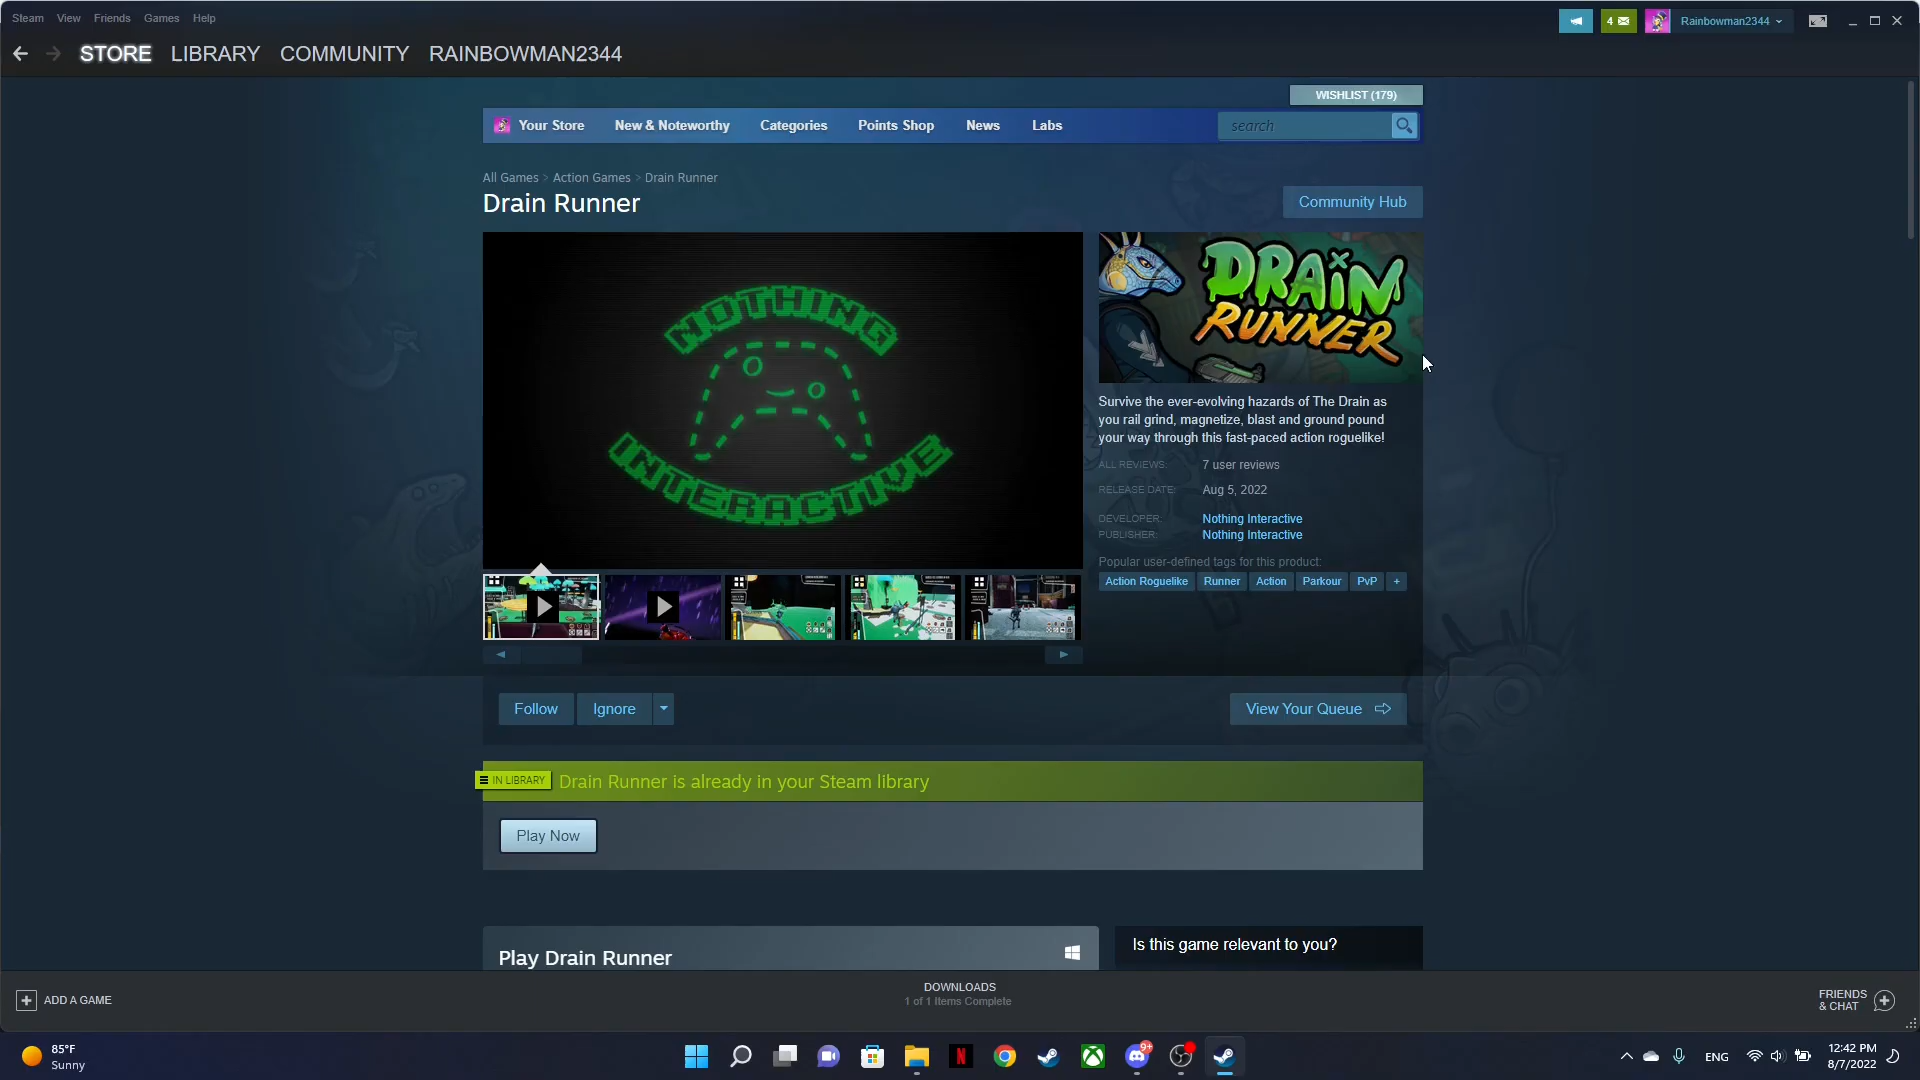 Steam View Friends Games Help
4
Rainbowman2344
STORE LIBRARY COMMUNITY RAINBOWMAN2344
WISHLIST (179)
Your Store New & Noteworthy Categories Points Shop News Labs
search
All Games > Action Games > Drain Runner
Drain Runner
Community Hub
NOTHING
INTERACTIVE
DRAIN
RUNNER
Survive the ever-evolving hazards of The Drain as
you rail grind, magnetize, blast and ground pound
your way through this fast-paced action roguelike!
ALL REVIEWS: 7 user reviews
RELEASE DATE: Aug 5, 2022
DEVELOPER: Nothing Interactive
PUBLISHER: Nothing Interactive
Popular user-defined tags for this product:
Action Roguelike Runner Action Parkour PvP +
Follow Ignore
View Your Queue
IN LIBRARY Drain Runner is already in your Steam library
Play Now
Play Drain Runner
Is this game relevant to you?
ADD A GAME
DOWNLOADS
1 of 1 Items Complete
FRIENDS
& CHAT
85°F
Sunny
N
9+
ENG
12:42 PM
8/7/2022